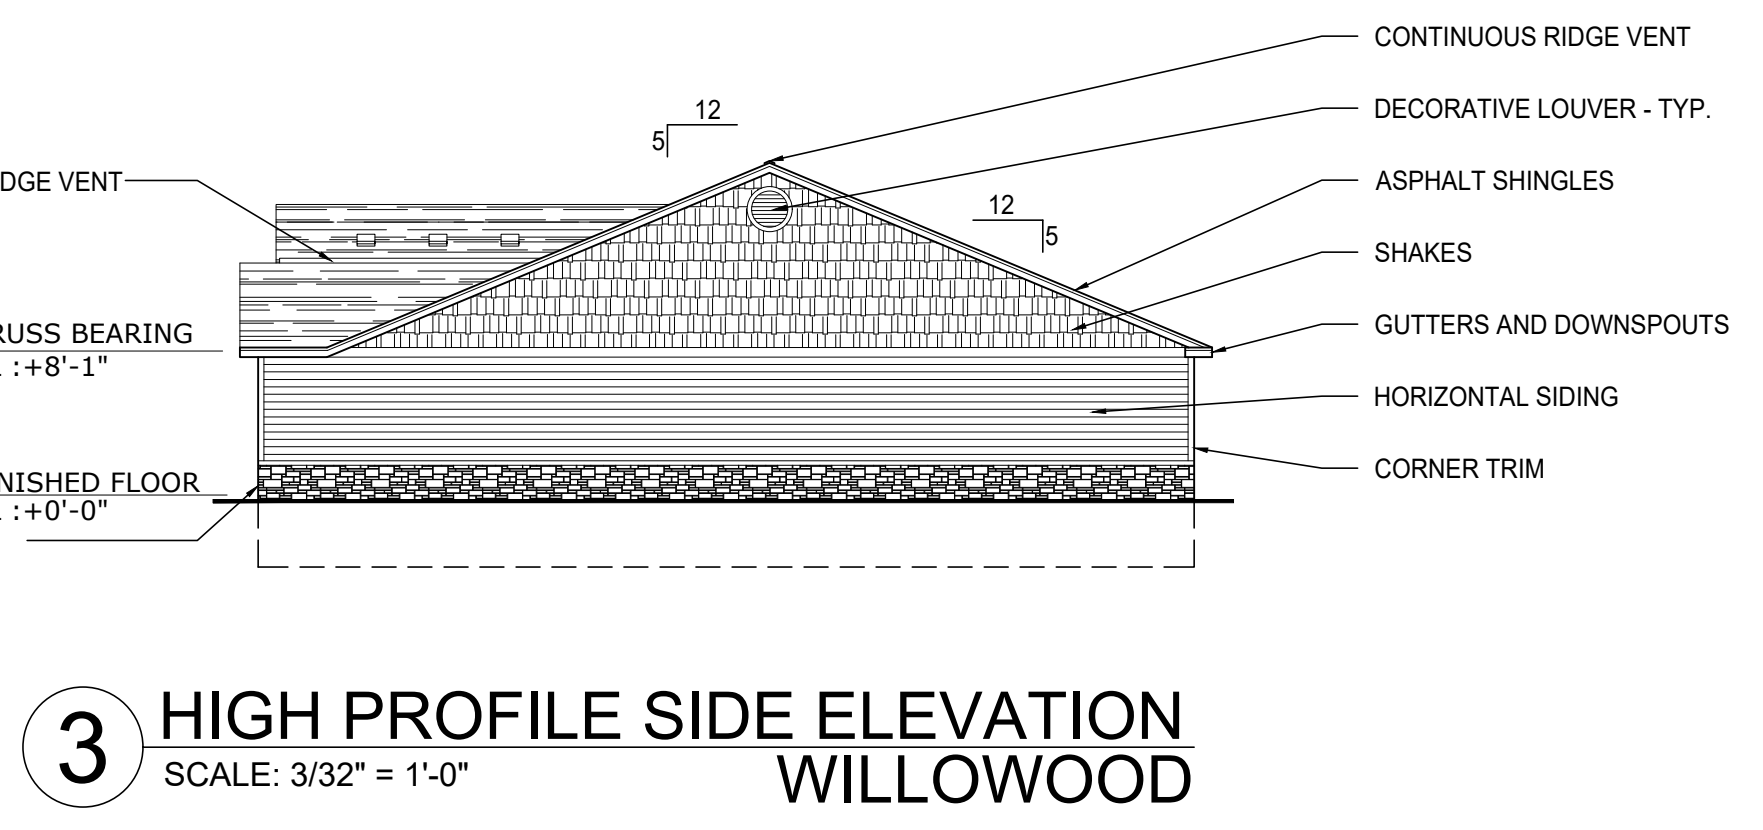 CONTINUOUS RIDGE VENT
DECORATIVE LOUVER - TYP.
ASPHALT SHINGLES
SHAKES
GUTTERS AND DOWNSPOUTS
HORIZONTAL SIDING
CORNER TRIM
12
5
12
5
DGE VENT
RUSS BEARING
:+8'-1"
NISHED FLOOR
:+0'-0"
3
HIGH PROFILE SIDE ELEVATION
SCALE: 3/32" = 1'-0"
WILLOWOOD